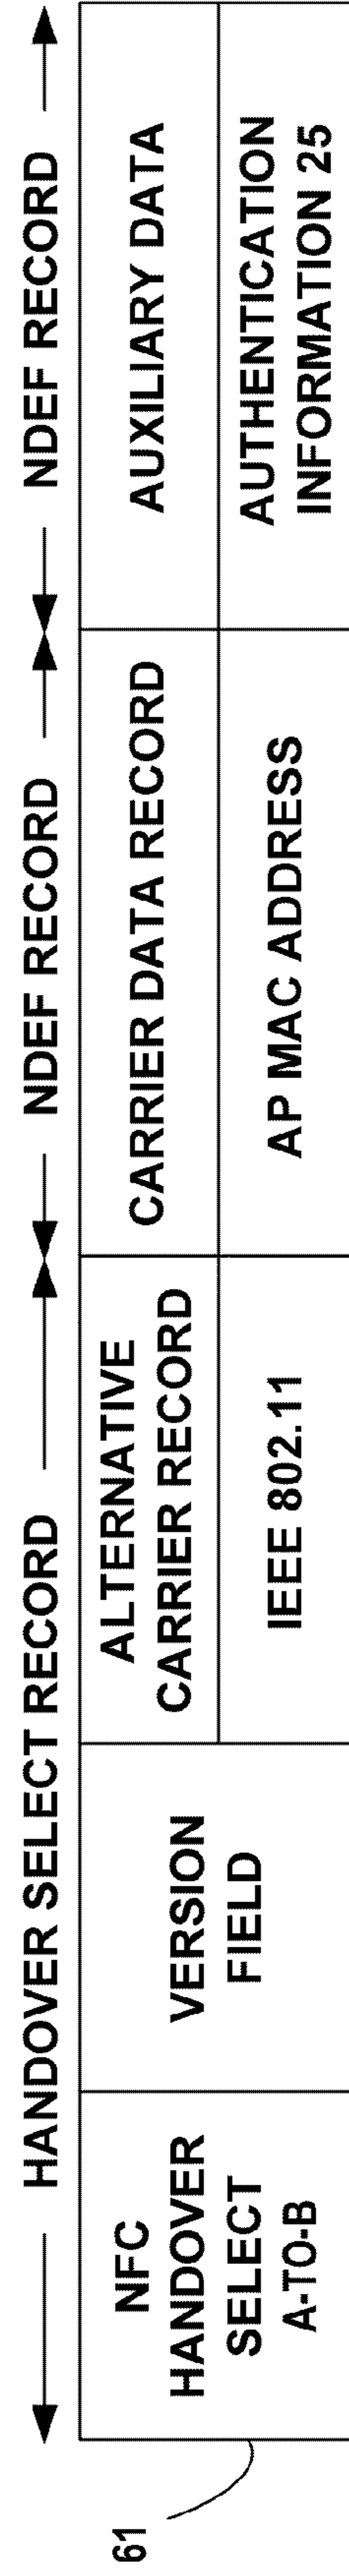 HANDOVER SELECT RECORD
NDEF RECORD
NDEF RECORD
61
NFC
HANDOVER
SELECT
A-TO-B
VERSION
FIELD
ALTERNATIVE
CARRIER RECORD
IEEE 802.11
CARRIER DATA RECORD
AP MAC ADDRESS
AUXILIARY DATA
AUTHENTICATION
INFORMATION 25